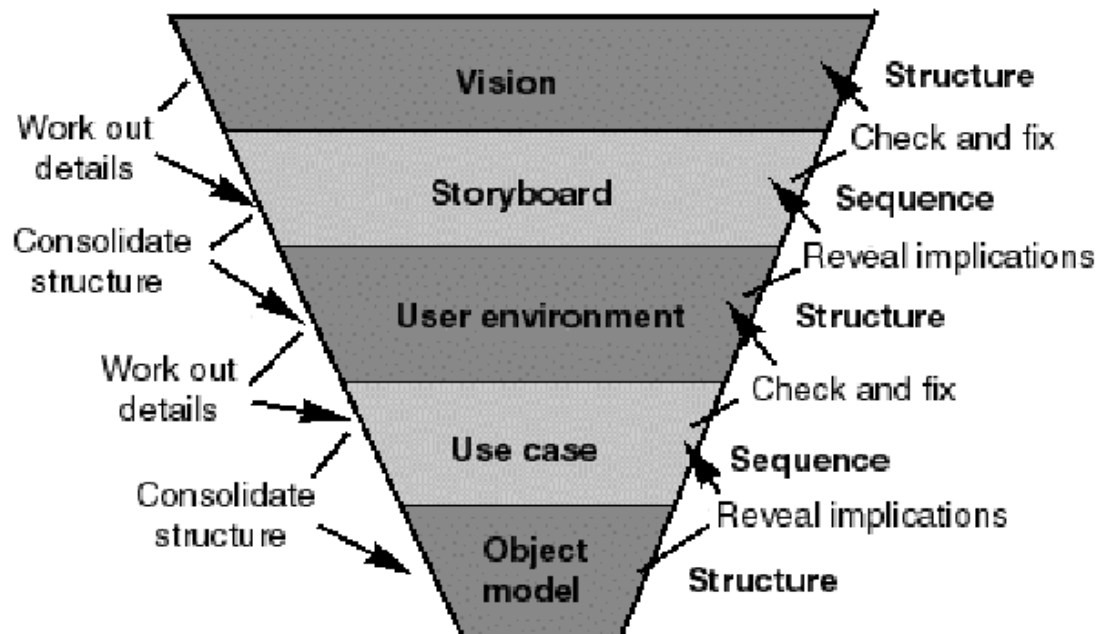 Vision
Structure
Work out
details
Check and fix
Storyboard
Sequence
Consolidate
structure
Reveal implications
User environment
Structure
Work out
details
Check and fix
Use case
Sequence
Consolidate
structure
Reveal implications
Object
model
Structure